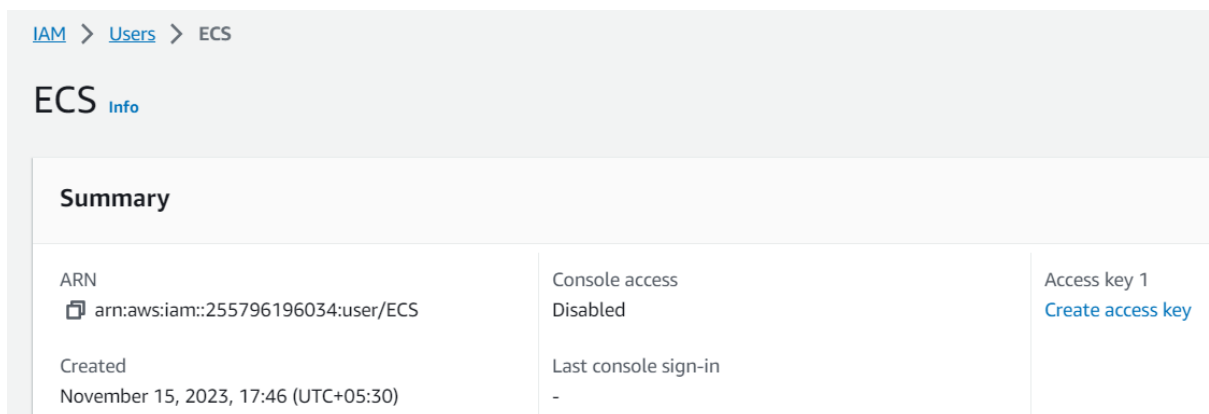 IAM > Users > ECS
ECS Info
Summary
ARN
arn:aws:iam::255796196034:user/ECS
Created
November 15, 2023, 17:46 (UTC+05:30)
Console access
Disabled
Last console sign-in
-
Access key 1
Create access key